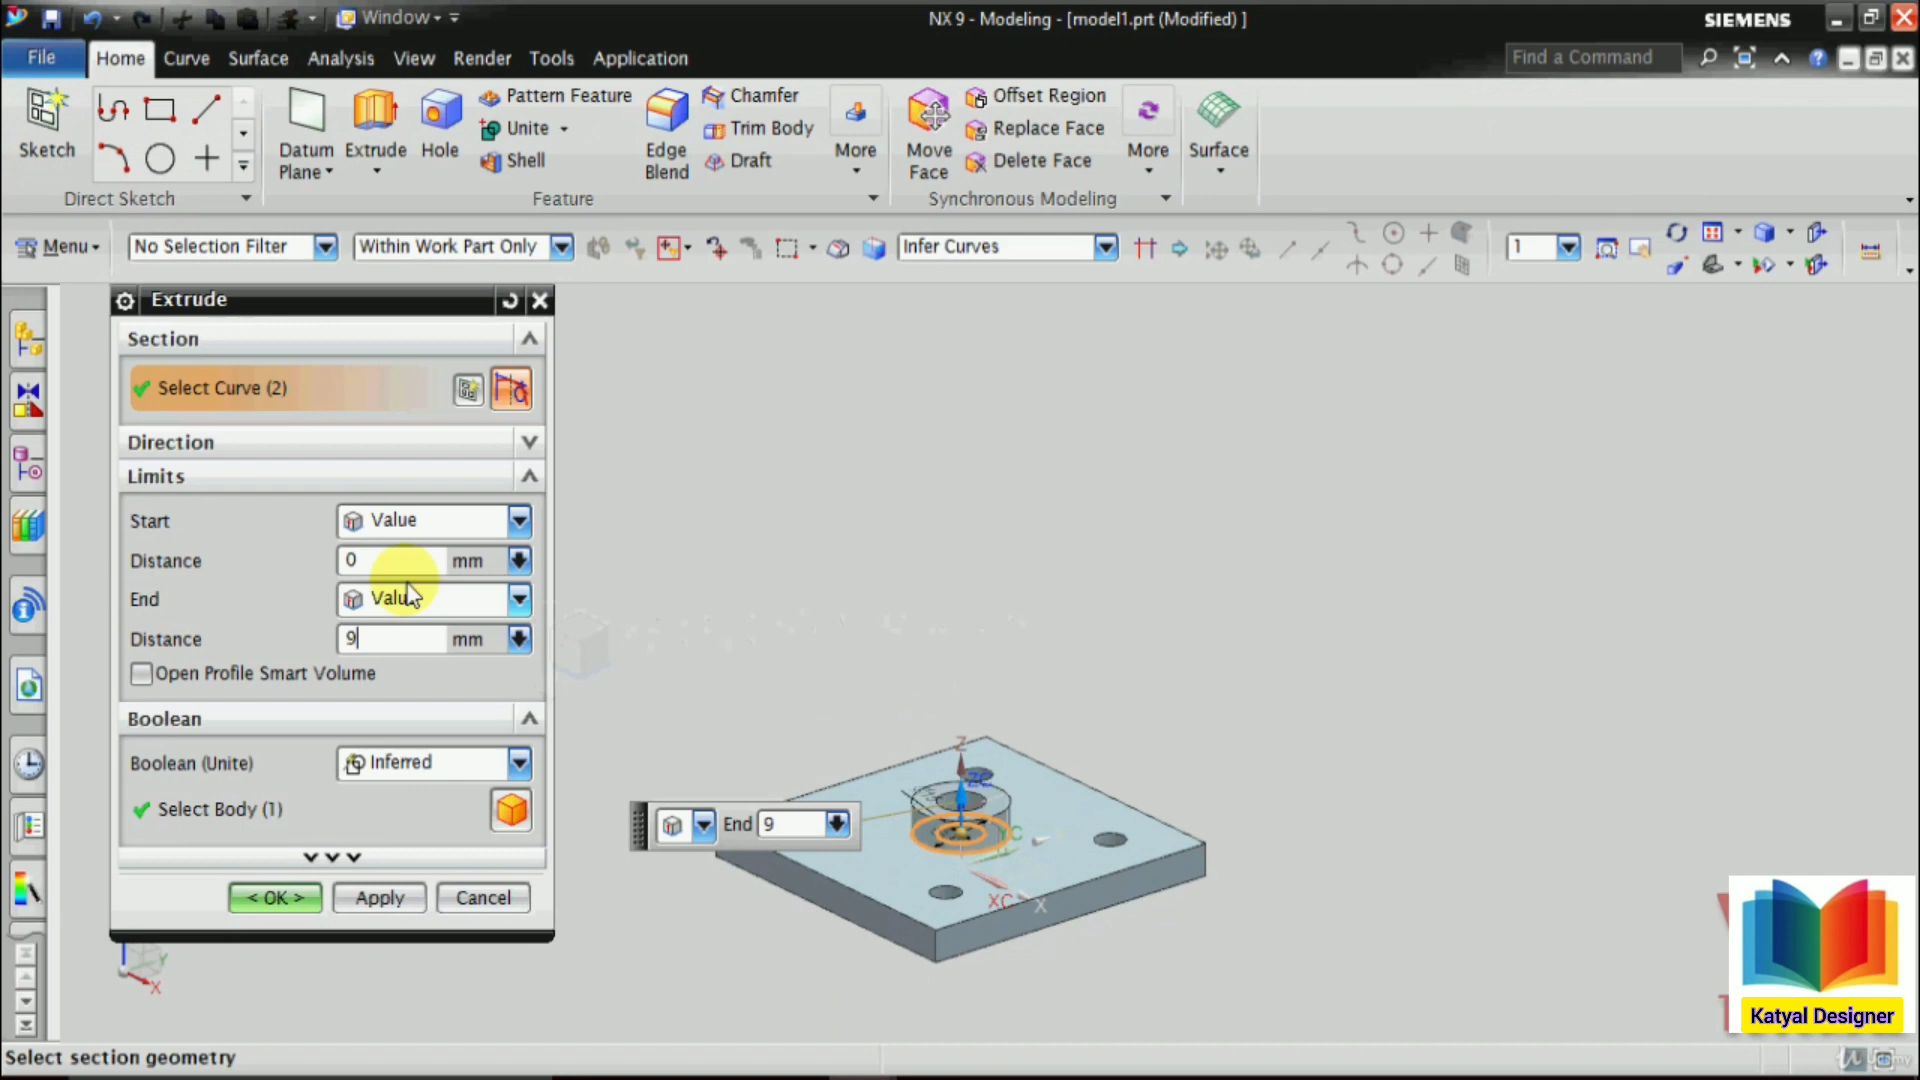 Window
NX 9 - Modeling - [model1.prt (Modified) ]
SIEMENS
File
Home
Curve
Surface
Analysis
View
Render
Tools
Application
Find a Command
Sketch
Datum
Plane
Extrude
Hole
Pattern Feature
Unite
Shell
Edge
Blend
Chamfer
Trim Body
Draft
More
Move
Face
Offset Region
Replace Face
Delete Face
More
Surface
Direct Sketch
Feature
Synchronous Modeling
Menu
No Selection Filter
Within Work Part Only
Infer Curves
1
Extrude
Section
Select Curve (2)
Direction
Limits
Start
Value
Distance
0
mm
End
Value
Distance
9
mm
Open Profile Smart Volume
Boolean
Boolean (Unite)
Inferred
Select Body (1)
< OK >
Apply
Cancel
End 9
Z
ZC
YC
XC
X
Y
X
Katyal Designer
Select section geometry